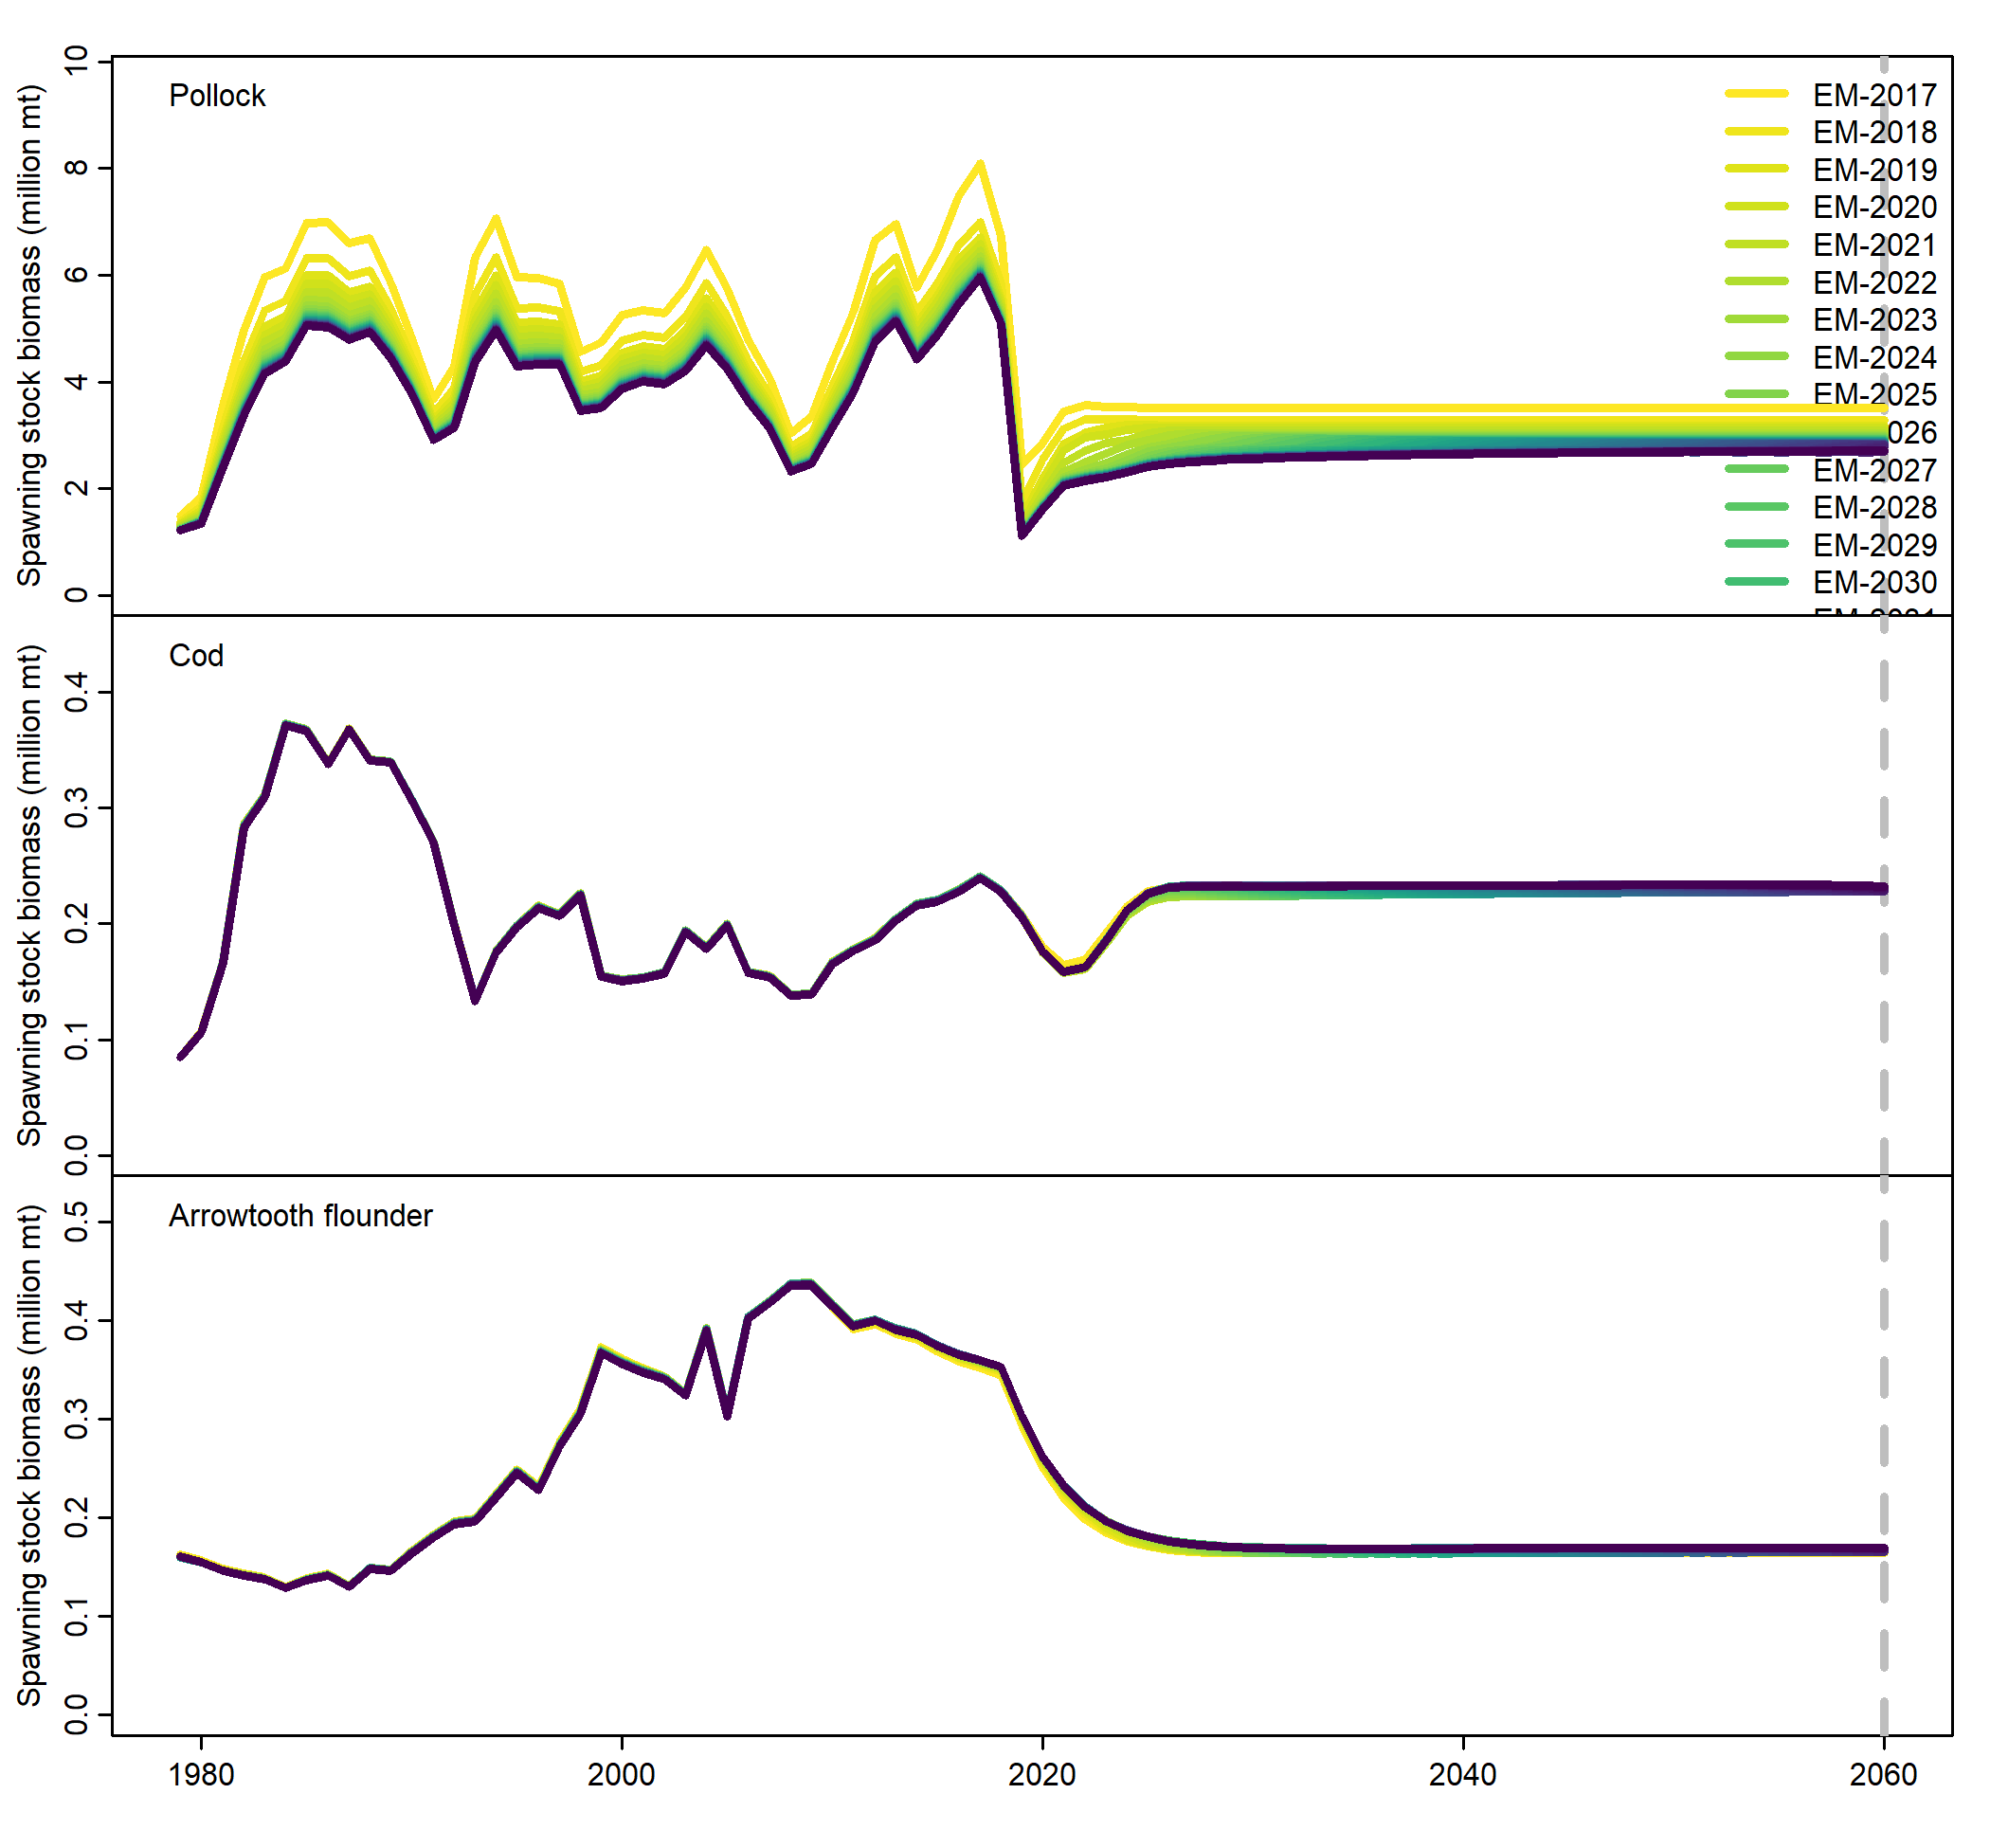 Spawning stock biomass (million mt)
10
8
6
4
2
0
Pollock
EM-2017
EM-2018
EM-2019
EM-2020
EM-2021
EM-2022
EM-2023
EM-2024
EM-2025
026
EM-2027
EM-2028
EM-2029
EM-2030
Spawning stock biomass (million mt)
0.4
0.3
0.2
0.1
0.0
Cod
Spawning stock biomass (million mt)
0.5
0.4
0.3
0.2
0.1
0.0
Arrowtooth flounder
1980 2000 2020 2040 2060